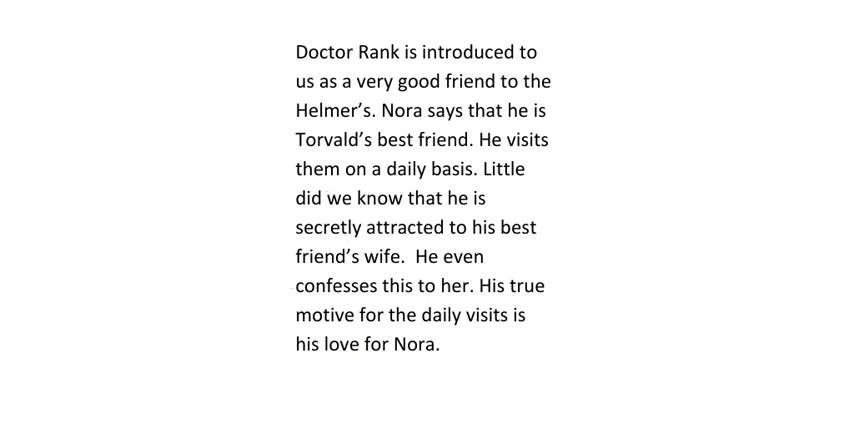 Doctor Rank is introduced to
us as a very good friend to the
Helmer’s. Nora says that he is
Torvald’s best friend. He visits
them on a daily basis. Little
did we know that he is
secretly attracted to his best
friend’s wife.  He even
confesses this to her. His true
motive for the daily visits is
his love for Nora.